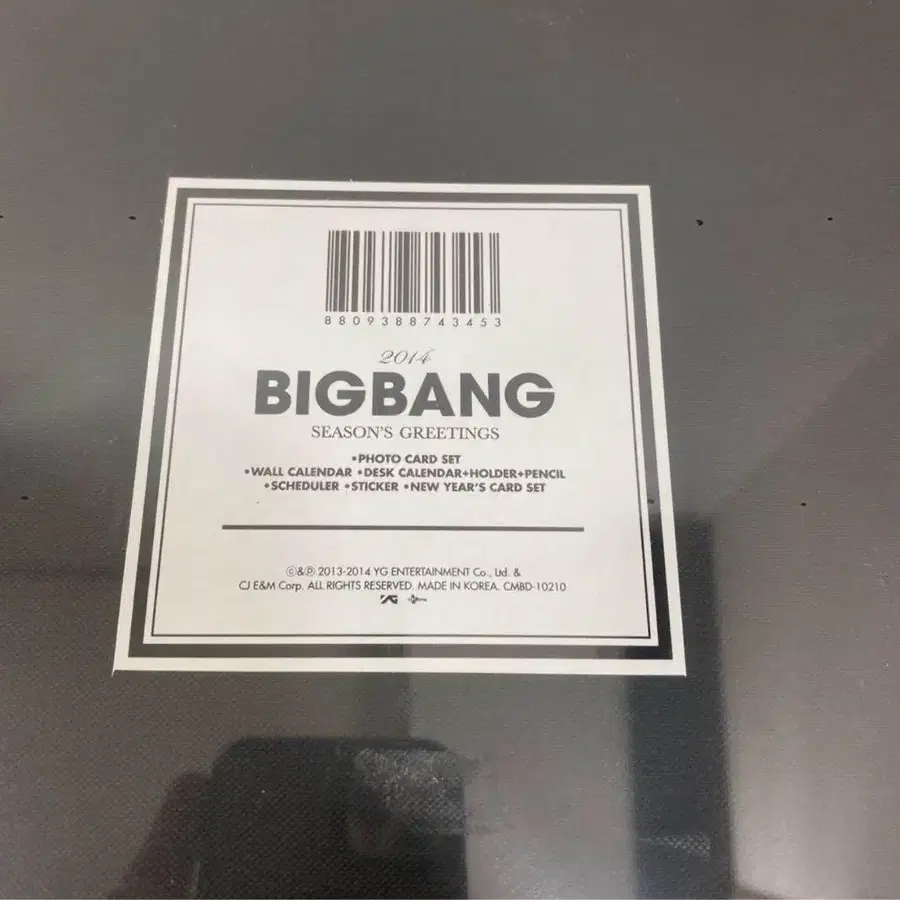 8809388743453
2014
BIGBANG
SEASON'S GREETINGS
•PHOTO CARD SET
•WALL CALENDAR •DESK CALENDAR+HOLDER+PENCIL
•SCHEDULER •STICKER •NEW YEAR'S CARD SET
©&℗ 2013-2014 YG ENTERTAINMENT Co., Ltd. &
CJ E&M Corp. ALL RIGHTS RESERVED. MADE IN KOREA. CMBD-10210
YG